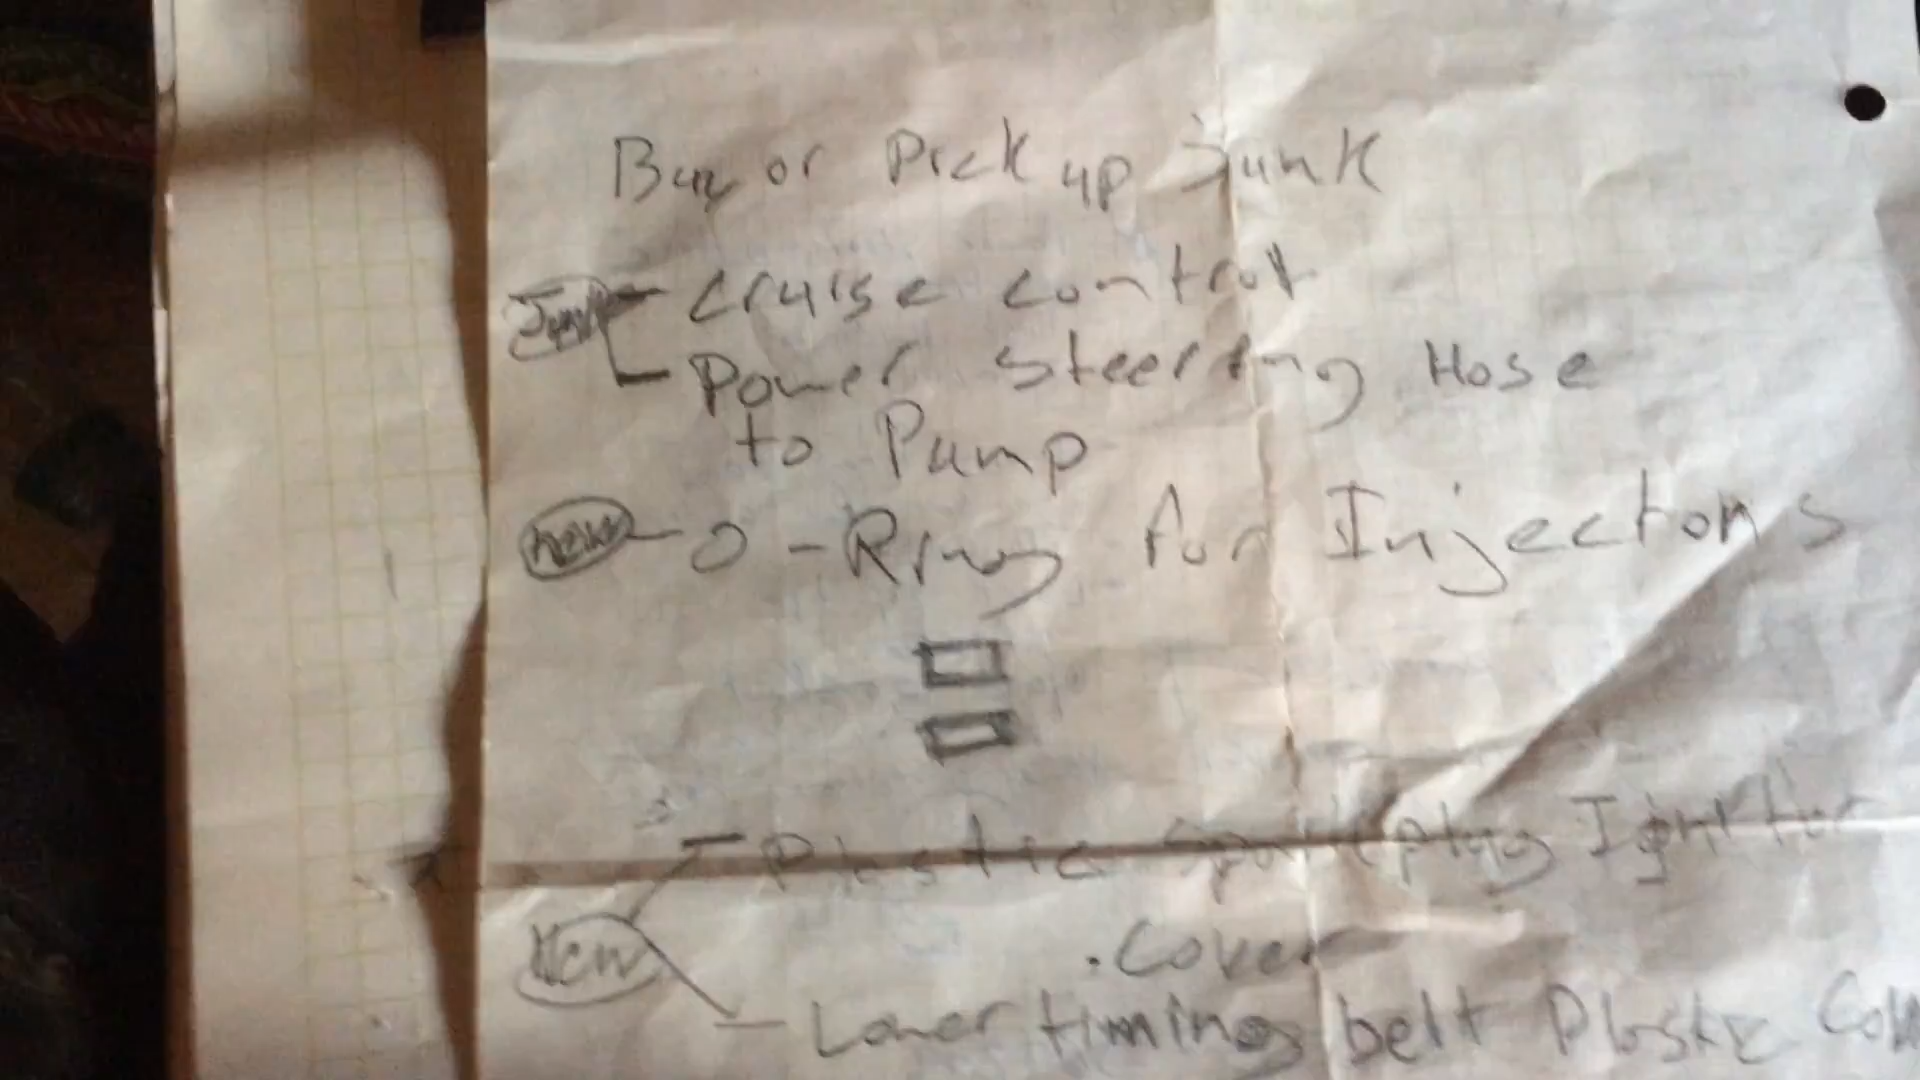 Buy or Pick up junk
Junk - Cruise control
- Power Steering Hose
to Pump
new - O-Ring for Injectors
- Plastic Sparkplug Ignitor
. Cover
New - Lower timing belt Plastic